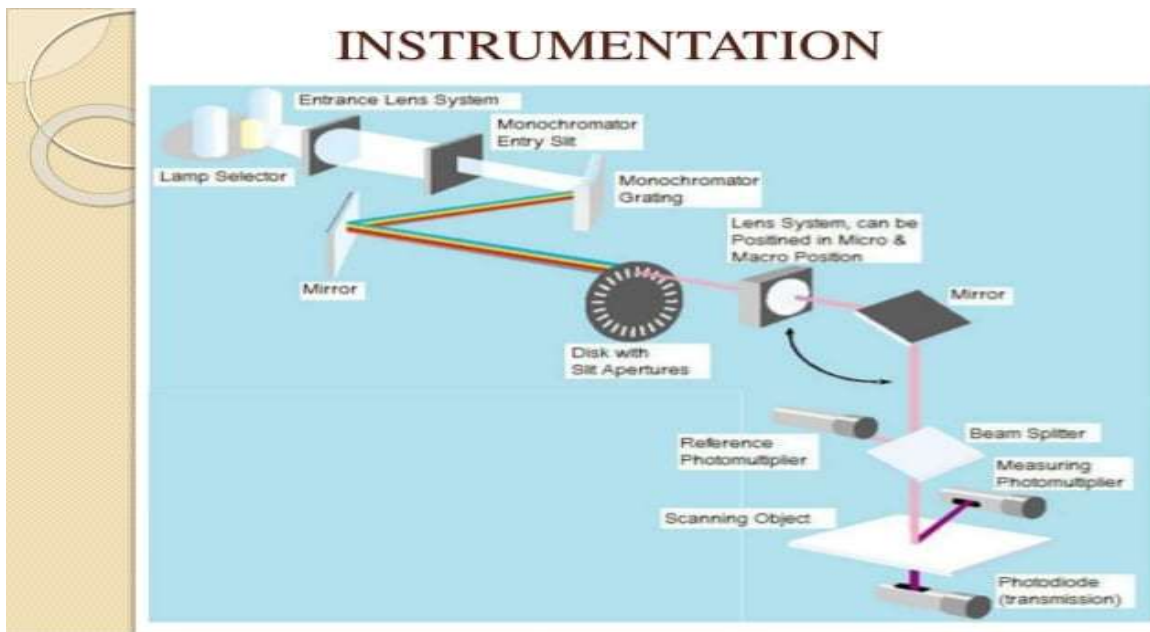 INSTRUMENTATION
Entrance Lens System
Monochromator
Entry Slit
Lamp Selector
Monochromator
Grating
Lens System, can be
Positined in Micro &
Macro Position
Mirror
Mirror
Disk with
Slit Apertures
Reference
Photomultiplier
Beam Splitter
Measuring
Photomultiplier
Scanning Object
Photodiode
(transmission)